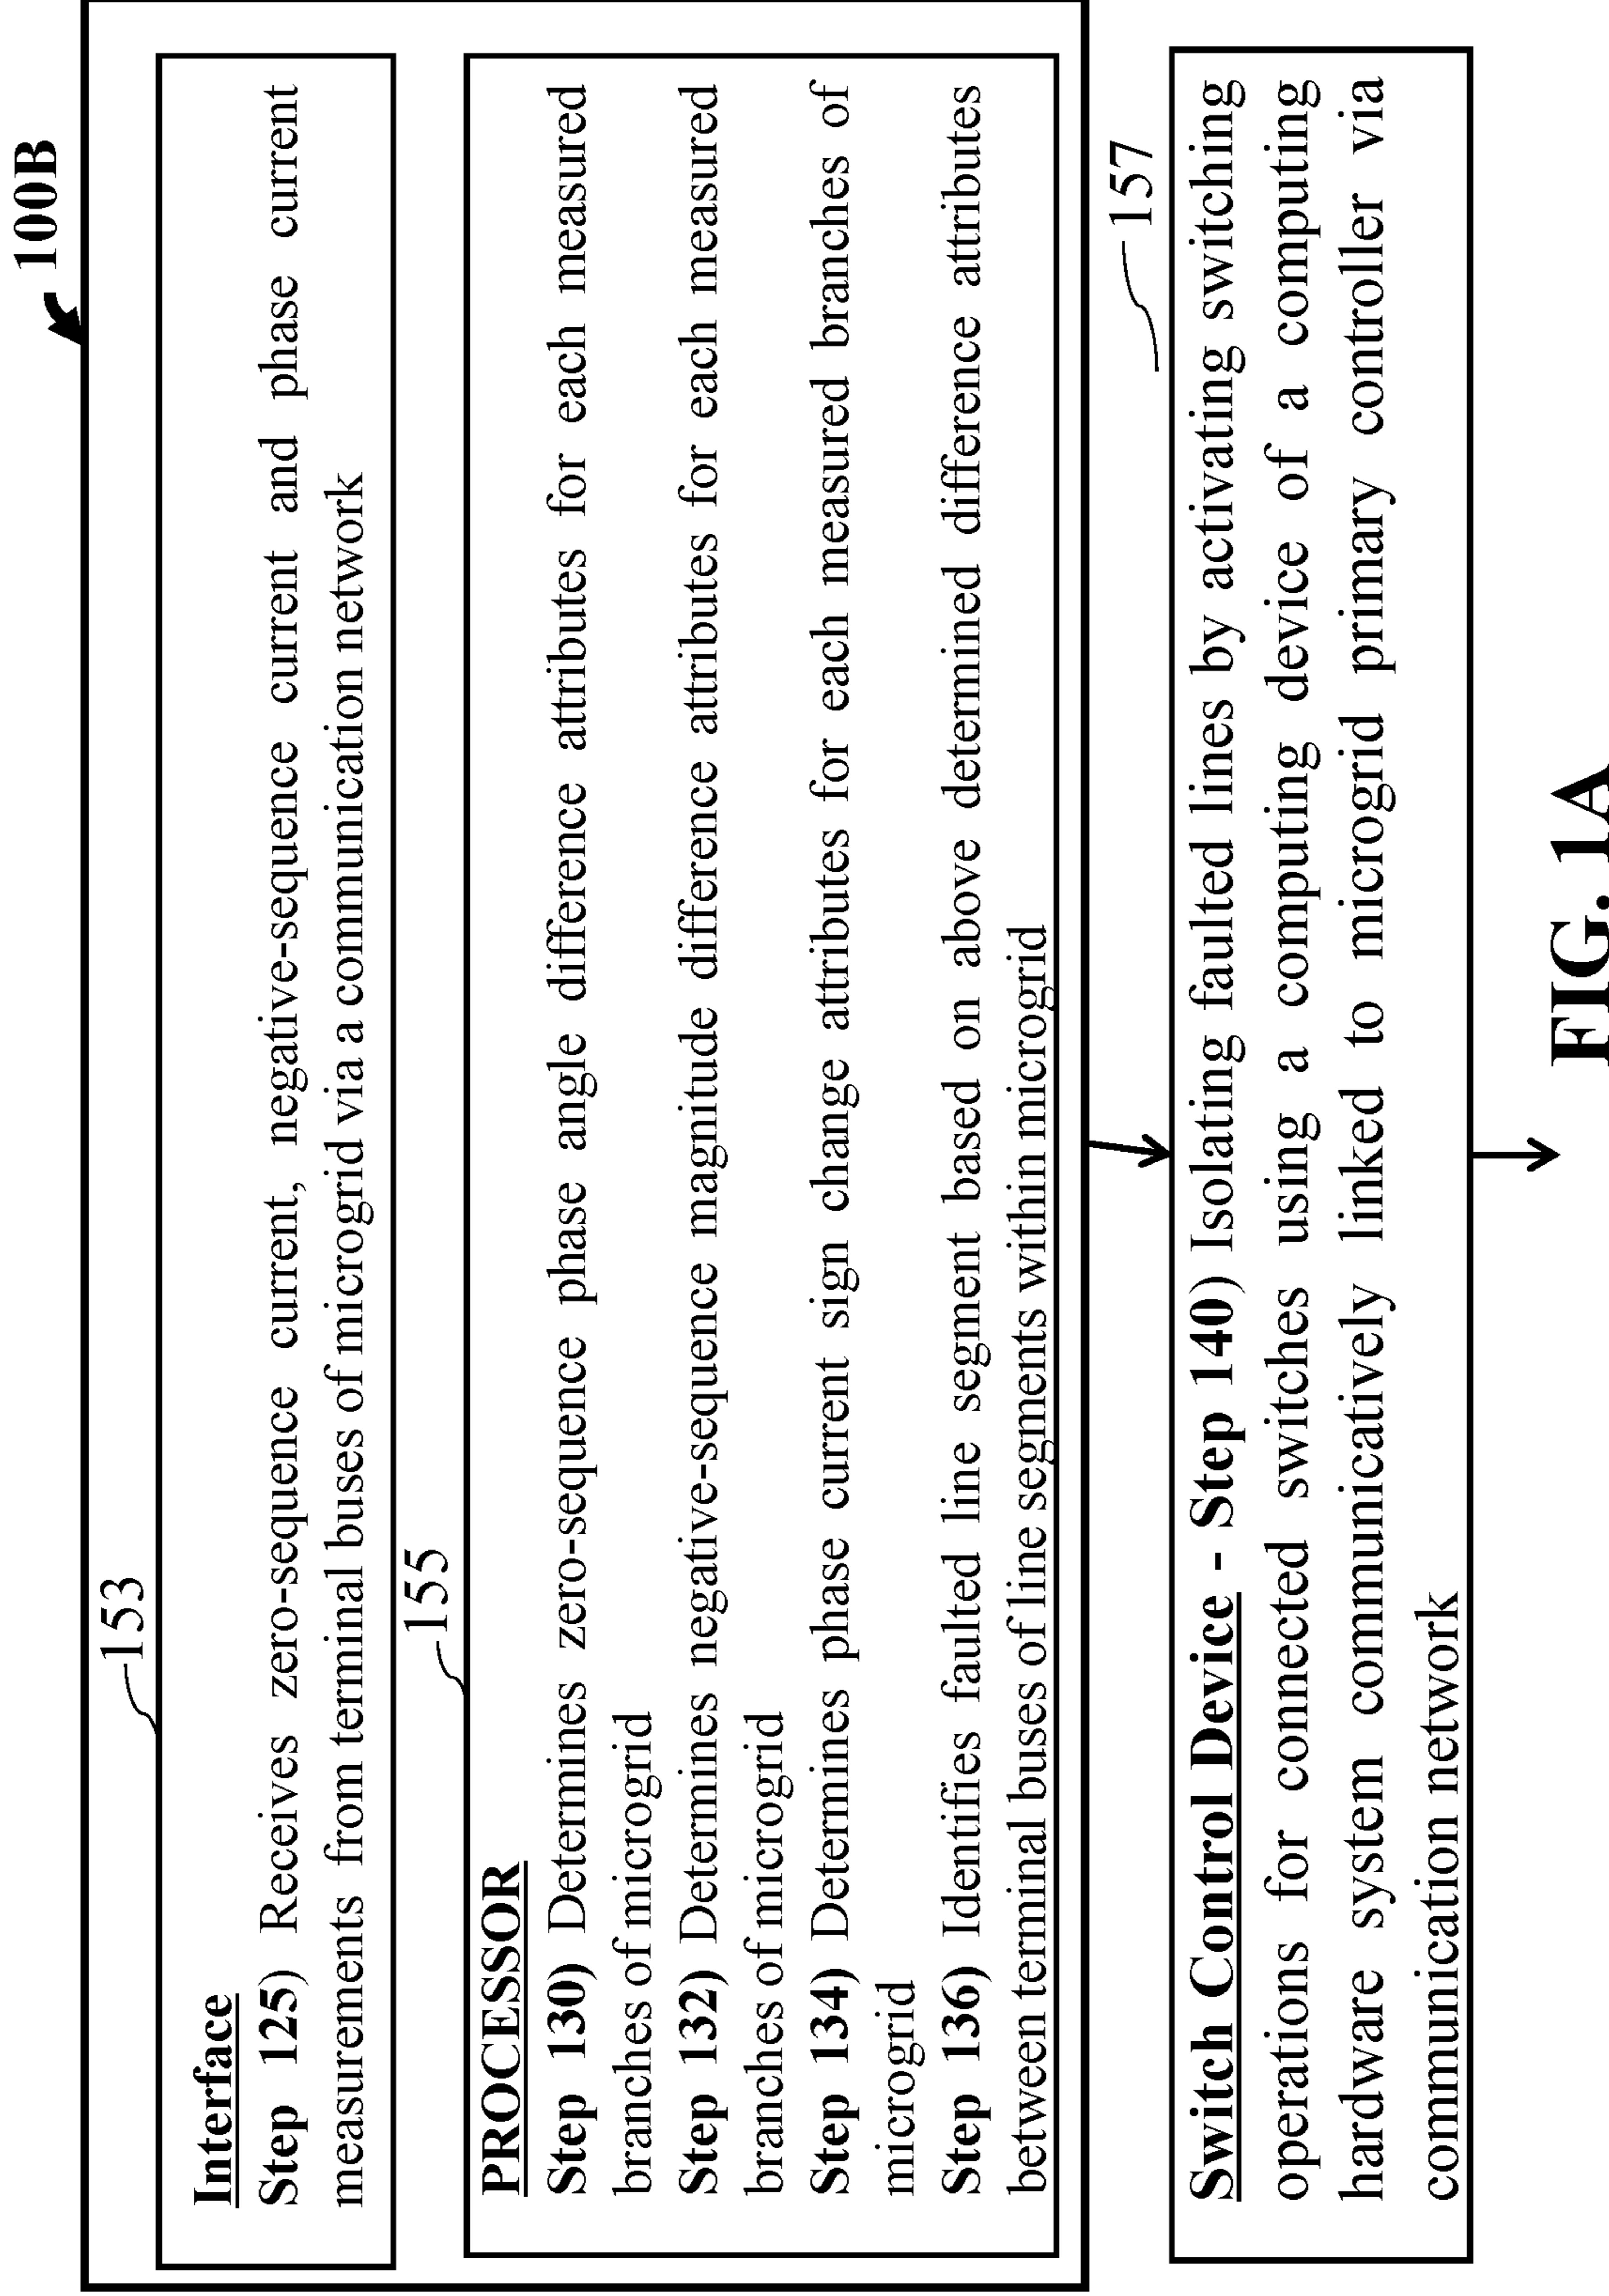 100B
153
Interface
Step 125) Receives zero-sequence current, negative-sequence current and phase current
measurements from terminal buses of microgrid via a communication network
155
PROCESSOR
Step 130) Determines zero-sequence phase angle difference attributes for each measured
branches of microgrid
Step 132) Determines negative-sequence magnitude difference attributes for each measured
branches of microgrid
Step 134) Determines phase current sign change attributes for each measured branches of
microgrid
Step 136) Identifies faulted line segment based on above determined difference attributes
between terminal buses of line segments within microgrid
157
Switch Control Device - Step 140) Isolating faulted lines by activating switching
operations for connected switches using a computing device of a computing
hardware system communicatively linked to microgrid primary controller via
communication network
FIG. 1A